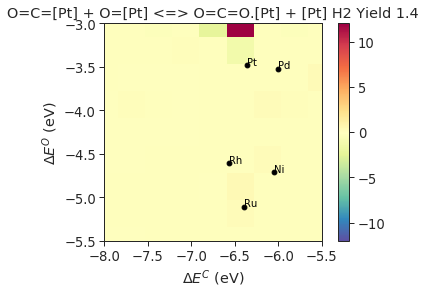 O=C=[Pt] + O=[Pt] <=> O=C=O.[Pt] + [Pt] H2 Yield 1.4
−3.0
−3.5
−4.0
−4.5
−5.0
−5.5
ΔE^O (eV)
Pt
Pd
Rh
Ni
Ru
−8.0 −7.5 −7.0 −6.5 −6.0 −5.5
ΔE^C (eV)
10
5
0
−5
−10